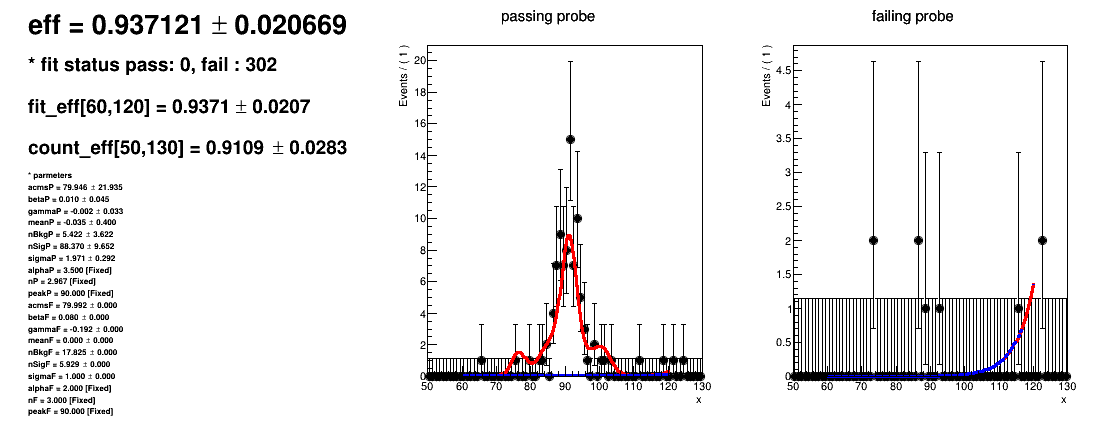 eff = 0.937121 ± 0.020669
* fit status pass: 0, fail : 302
fit_eff[60,120] = 0.9371 ± 0.0207
count_eff[50,130] = 0.9109 ± 0.0283
* parmeters
acmsP = 79.946 ± 21.935
betaP = 0.010 ± 0.045
gammaP = -0.002 ± 0.033
meanP = -0.035 ± 0.400
nBkgP = 5.422 ± 3.622
nSigP = 88.370 ± 9.652
sigmaP = 1.971 ± 0.292
alphaP = 3.500 [Fixed]
nP = 2.967 [Fixed]
peakP = 90.000 [Fixed]
acmsF = 79.992 ± 0.000
betaF = 0.080 ± 0.000
gammaF = -0.192 ± 0.000
meanF = 0.000 ± 0.000
nBkgF = 17.825 ± 0.000
nSigF = 5.929 ± 0.000
sigmaF = 1.000 ± 0.000
alphaF = 2.000 [Fixed]
nF = 3.000 [Fixed]
peakF = 90.000 [Fixed]
passing probe
Events / ( 1 )
20
18
16
14
12
10
8
6
4
2
0
50 60 70 80 90 100 110 120 130
x
failing probe
Events / ( 1 )
4.5
4
3.5
3
2.5
2
1.5
1
0.5
0
50 60 70 80 90 100 110 120 130
x